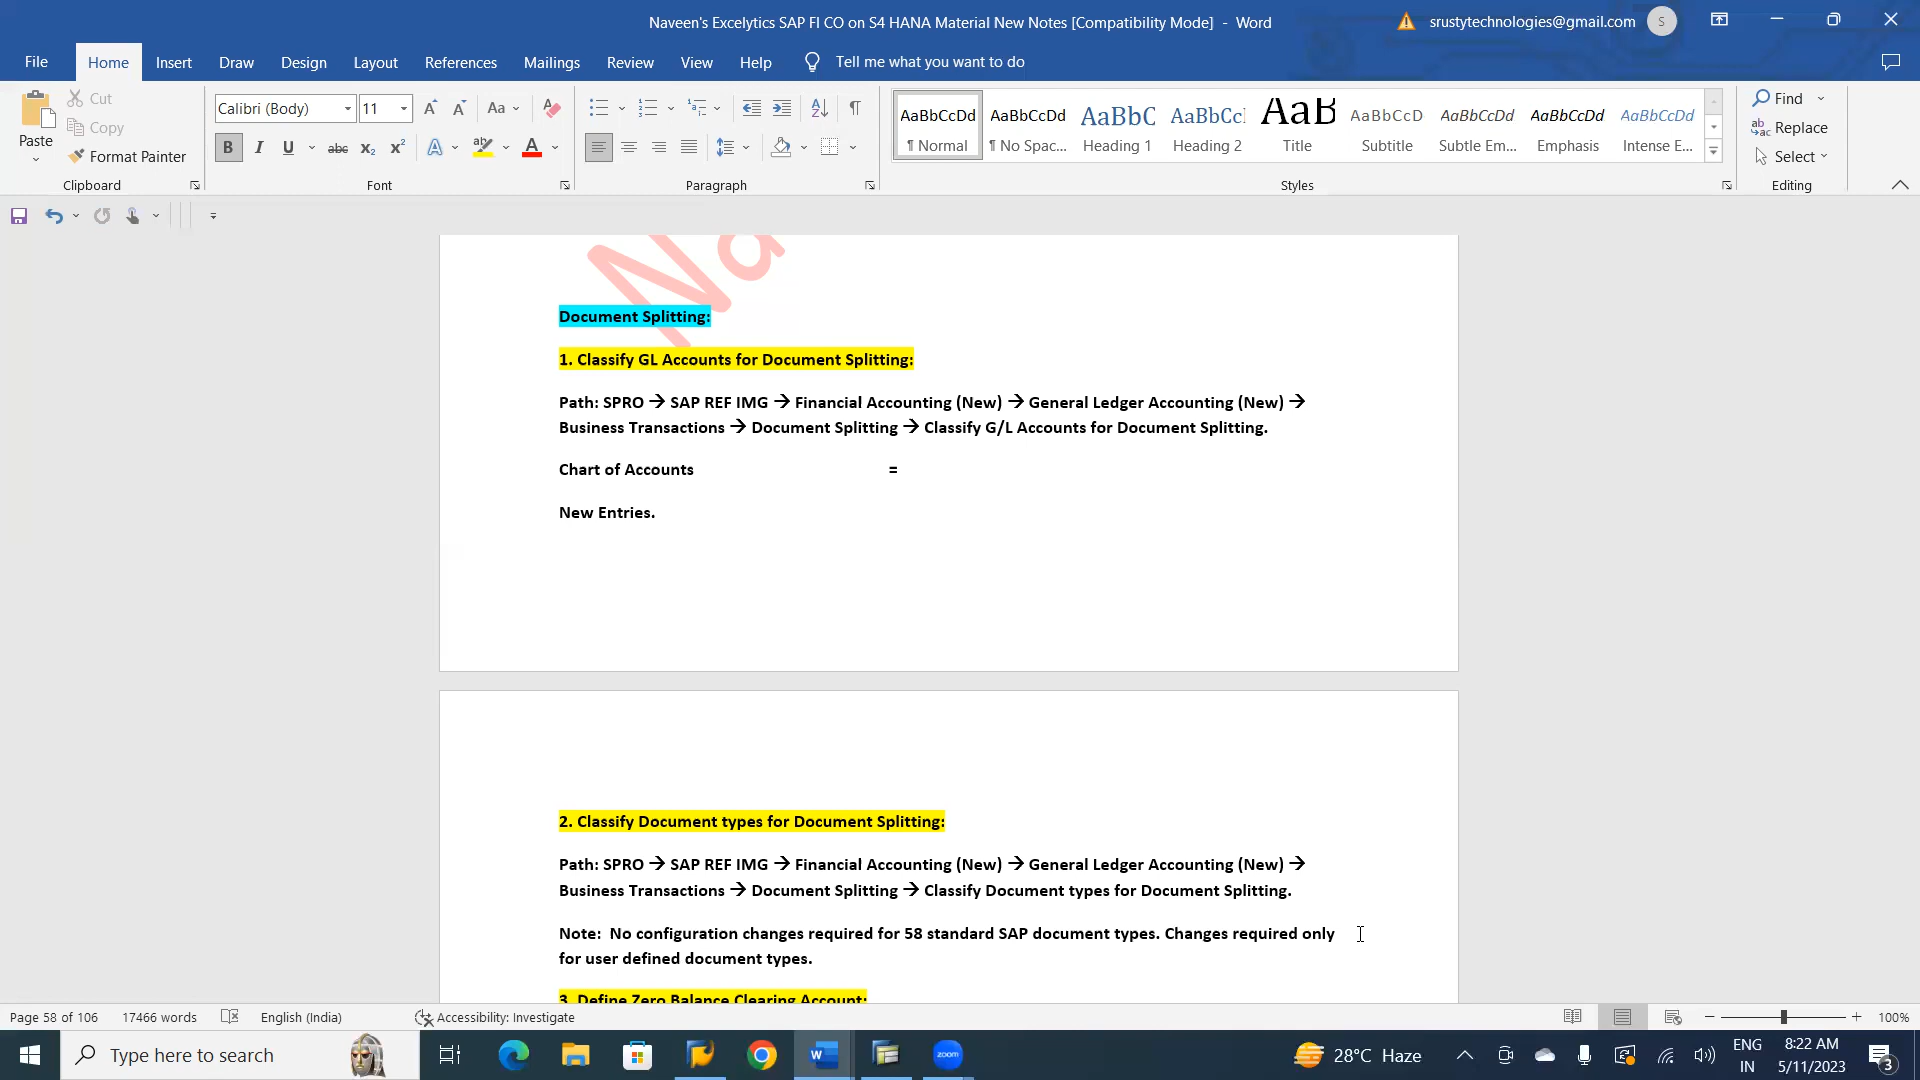 Naveen's Excelytics SAP FI CO on S4 HANA Material New Notes [Compatibility Mode] - Word
srustytechnologies@gmail.com S
File Home Insert Draw Design Layout References Mailings Review View Help Tell me what you want to do
Paste
Cut
Copy
Format Painter
Clipboard
Calibri (Body) 11
Font
Paragraph
AaBbCcDd AaBbCcDd AaBbC AaBbCc AaB AaBbCcD AaBbCcDd AaBbCcDd AaBbCcDd
¶ Normal ¶ No Spac... Heading 1 Heading 2 Title Subtitle Subtle Em... Emphasis Intense E...
Styles
Find
Replace
Select
Editing
Na
Document Splitting:
1. Classify GL Accounts for Document Splitting:
Path: SPRO → SAP REF IMG → Financial Accounting (New) → General Ledger Accounting (New) →
Business Transactions → Document Splitting → Classify G/L Accounts for Document Splitting.
Chart of Accounts =
New Entries.
2. Classify Document types for Document Splitting:
Path: SPRO → SAP REF IMG → Financial Accounting (New) → General Ledger Accounting (New) →
Business Transactions → Document Splitting → Classify Document types for Document Splitting.
Note: No configuration changes required for 58 standard SAP document types. Changes required only
for user defined document types.
3. Define Zero Balance Clearing Account:
Page 58 of 106 17466 words English (India) Accessibility: Investigate 100%
Type here to search
zoom
28°C Haze
ENG
IN
8:22 AM
5/11/2023
3